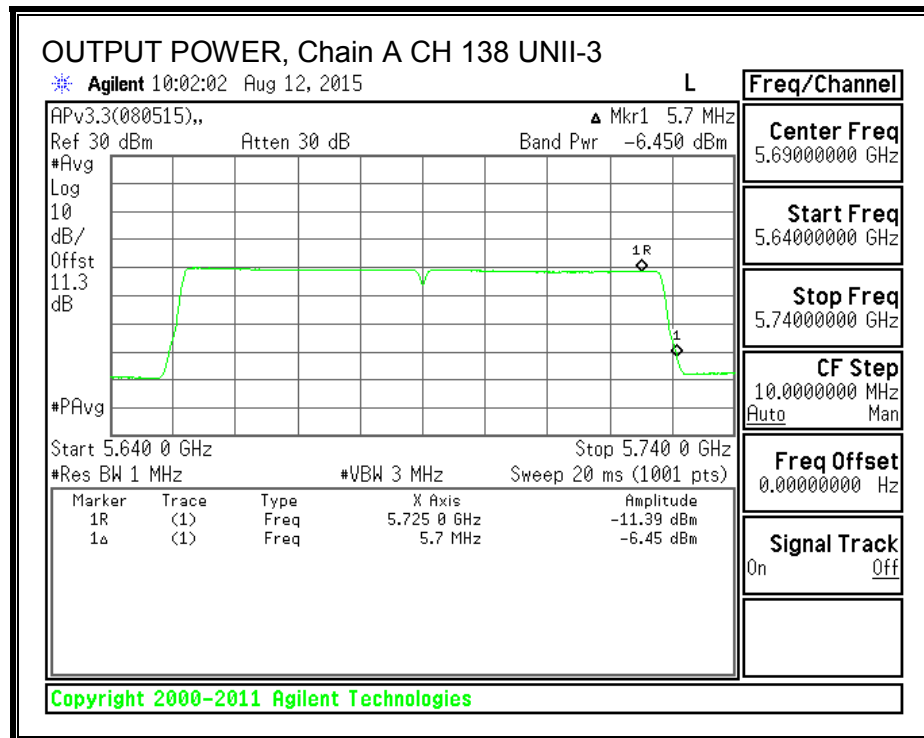 OUTPUT POWER, Chain A CH 138 UNII-3
Agilent 10:02:02 Aug 12, 2015 L
Freq/Channel
APv3.3(080515),, Δ Mkr1 5.7 MHz
Ref 30 dBm Atten 30 dB Band Pwr -6.450 dBm
#Avg
Log
10
dB/
Offst
11.3
dB
#PAvg
1R
1
Start 5.640 0 GHz Stop 5.740 0 GHz
#Res BW 1 MHz #VBW 3 MHz Sweep 20 ms (1001 pts)
Marker Trace Type X Axis Amplitude
1R (1) Freq 5.725 0 GHz -11.39 dBm
1Δ (1) Freq 5.7 MHz -6.45 dBm
Center Freq
5.69000000 GHz
Start Freq
5.64000000 GHz
Stop Freq
5.74000000 GHz
CF Step
10.0000000 MHz
Auto Man
Freq Offset
0.00000000 Hz
Signal Track
On Off
Copyright 2000-2011 Agilent Technologies